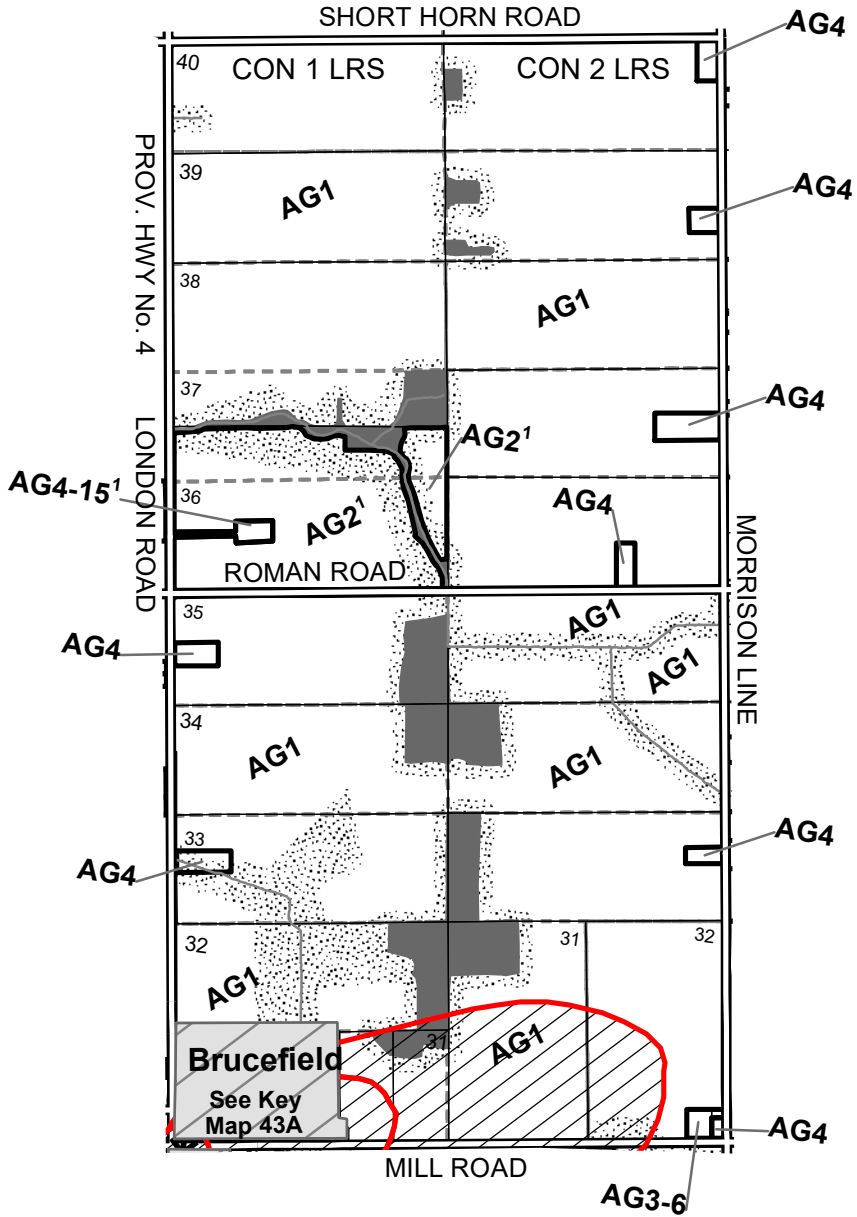 SHORT HORN ROAD
AG4
40
CON 1 LRS
CON 2 LRS
PROV. HWY No. 4
39
AG1
AG4
38
AG1
37
AG4
LONDON ROAD
AG2¹
AG4-15¹
36
AG2¹
AG4
ROMAN ROAD
MORRISON LINE
35
AG1
AG4
AG1
34
AG1
AG1
33
AG4
AG4
32
31
32
AG1
31
AG1
Brucefield
See Key
Map 43A
AG4
MILL ROAD
AG3-6